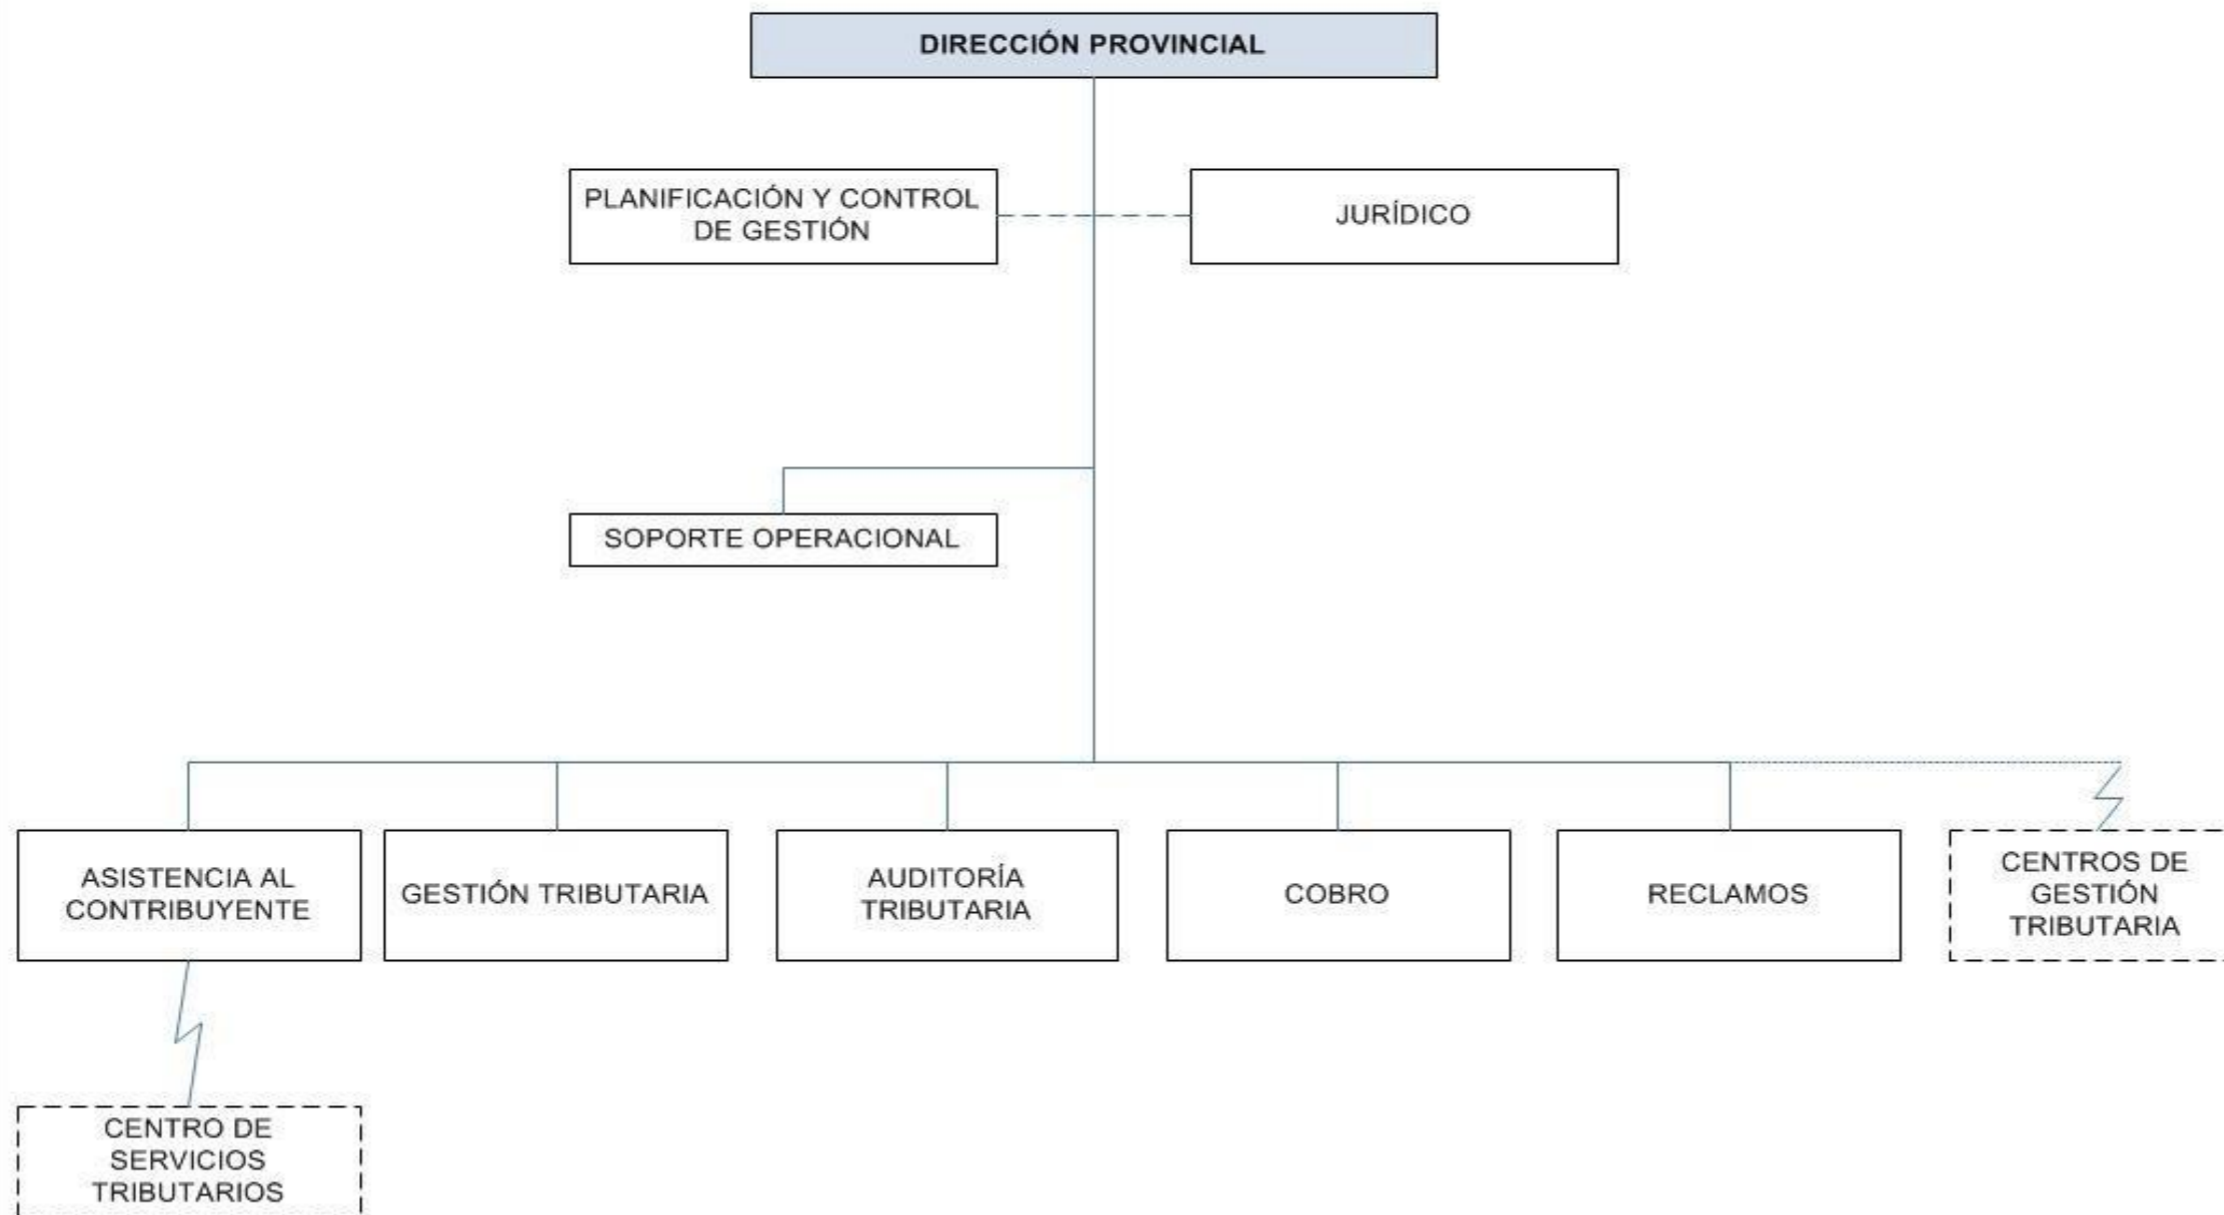 DIRECCIÓN PROVINCIAL
PLANIFICACIÓN Y CONTROL
DE GESTIÓN
JURÍDICO
SOPORTE OPERACIONAL
ASISTENCIA AL
CONTRIBUYENTE
GESTIÓN TRIBUTARIA
AUDITORÍA
TRIBUTARIA
COBRO
RECLAMOS
CENTROS DE
GESTIÓN
TRIBUTARIA
CENTRO DE
SERVICIOS
TRIBUTARIOS